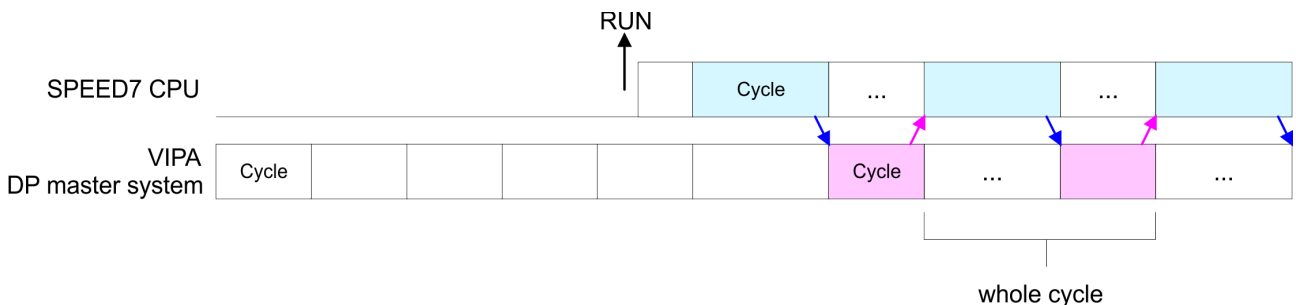 RUN
SPEED7 CPU
Cycle
...
...
VIPA
DP master system
Cycle
Cycle
...
...
whole cycle